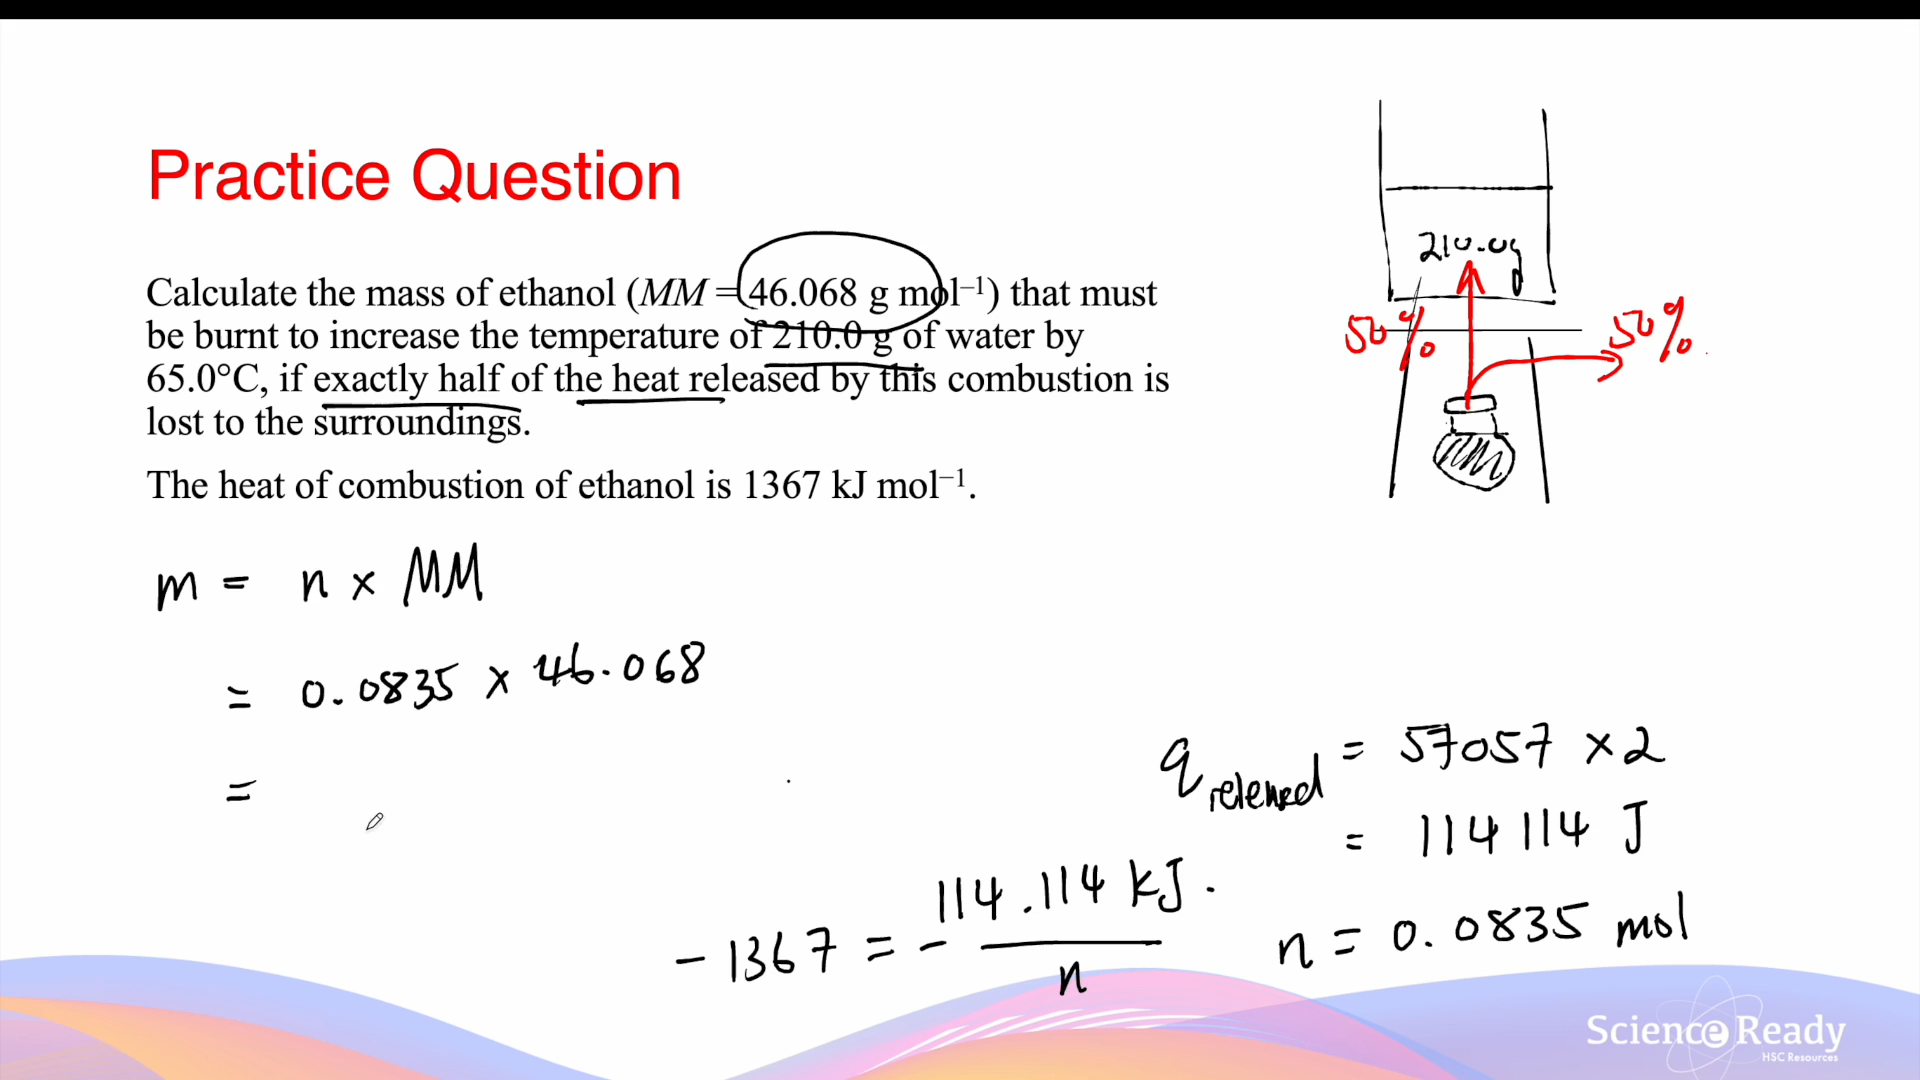 Practice Question
Calculate the mass of ethanol (MM = 46.068 g mol⁻¹) that must
be burnt to increase the temperature of 210.0 g of water by
65.0°C, if exactly half of the heat released by this combustion is
lost to the surroundings.
The heat of combustion of ethanol is 1367 kJ mol⁻¹.
210.0g
50%
50%
m = n × MM
= 0.0835 × 46.068
=
q released = 57057 × 2
= 114 114 J
-1367 = - 114.114 kJ. / n
n = 0.0835 mol
Science Ready
HSC Resources